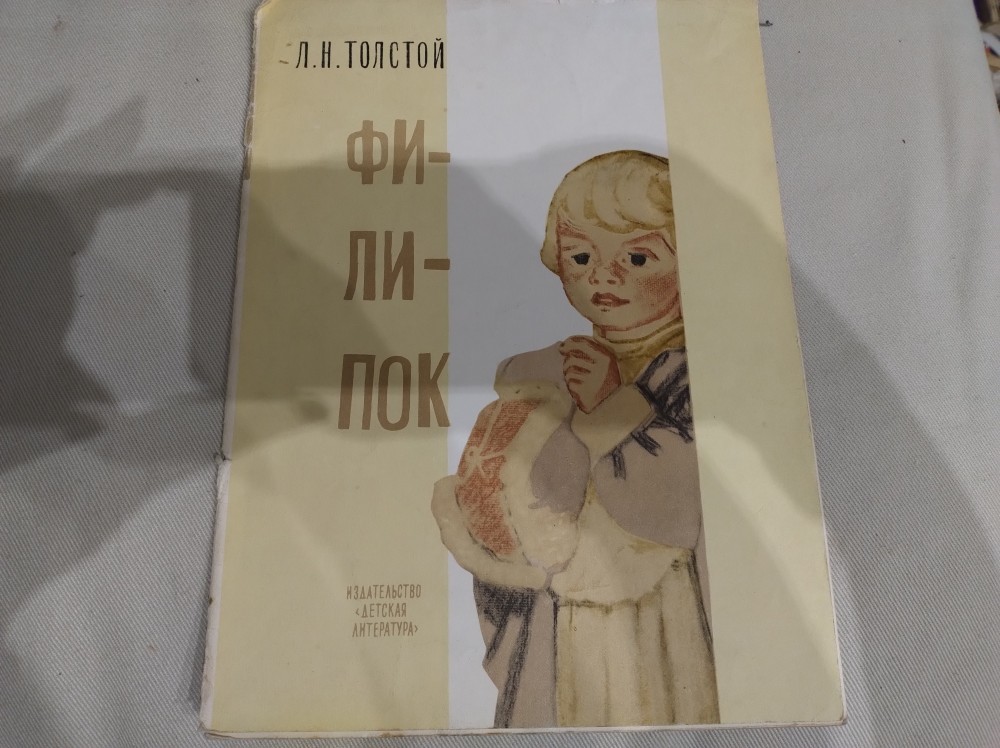 Л.Н.ТОЛСТОЙ
ФИ-
ЛИ-
ПОК
ИЗДАТЕЛЬСТВО
«ДЕТСКАЯ
ЛИТЕРАТУРА»